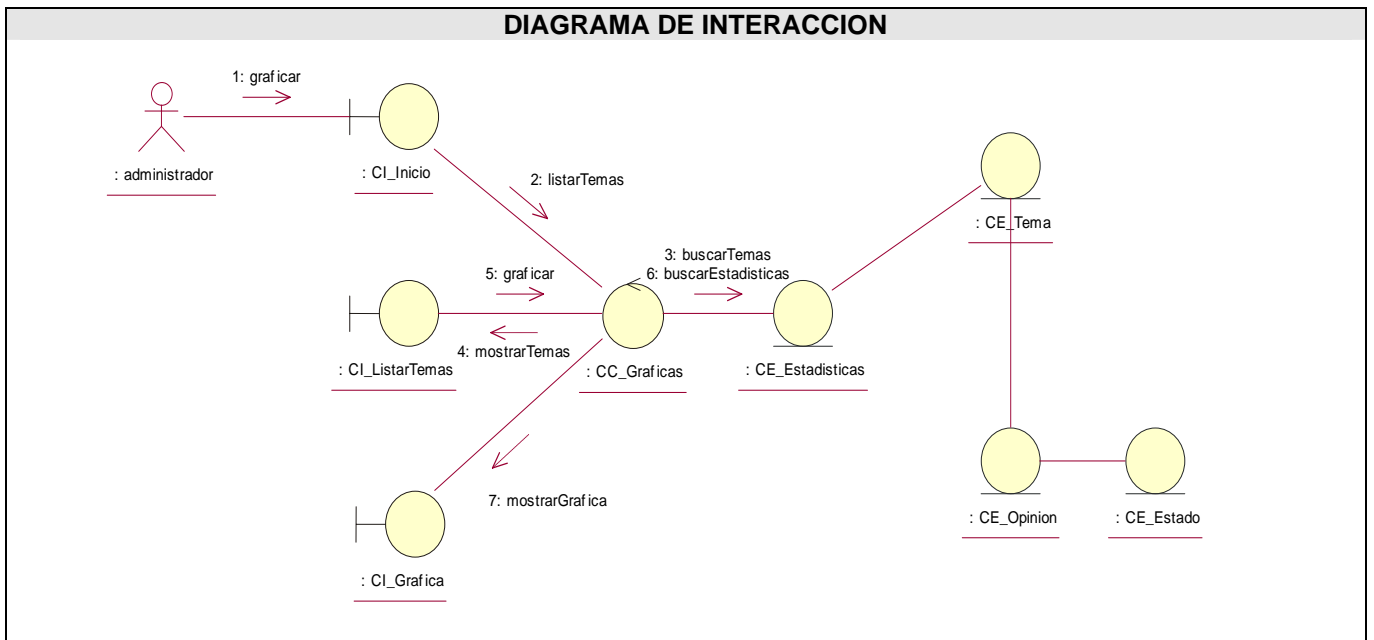 DIAGRAMA DE INTERACCION
1: graficar
: administrador
: CI_Inicio
2: listarTemas
: CE_Tema
3: buscarTemas
6: buscarEstadisticas
5: graficar
4: mostrarTemas
: CI_ListarTemas
: CC_Graficas
: CE_Estadisticas
7: mostrarGrafica
: CE_Opinion
: CE_Estado
: CI_Grafica